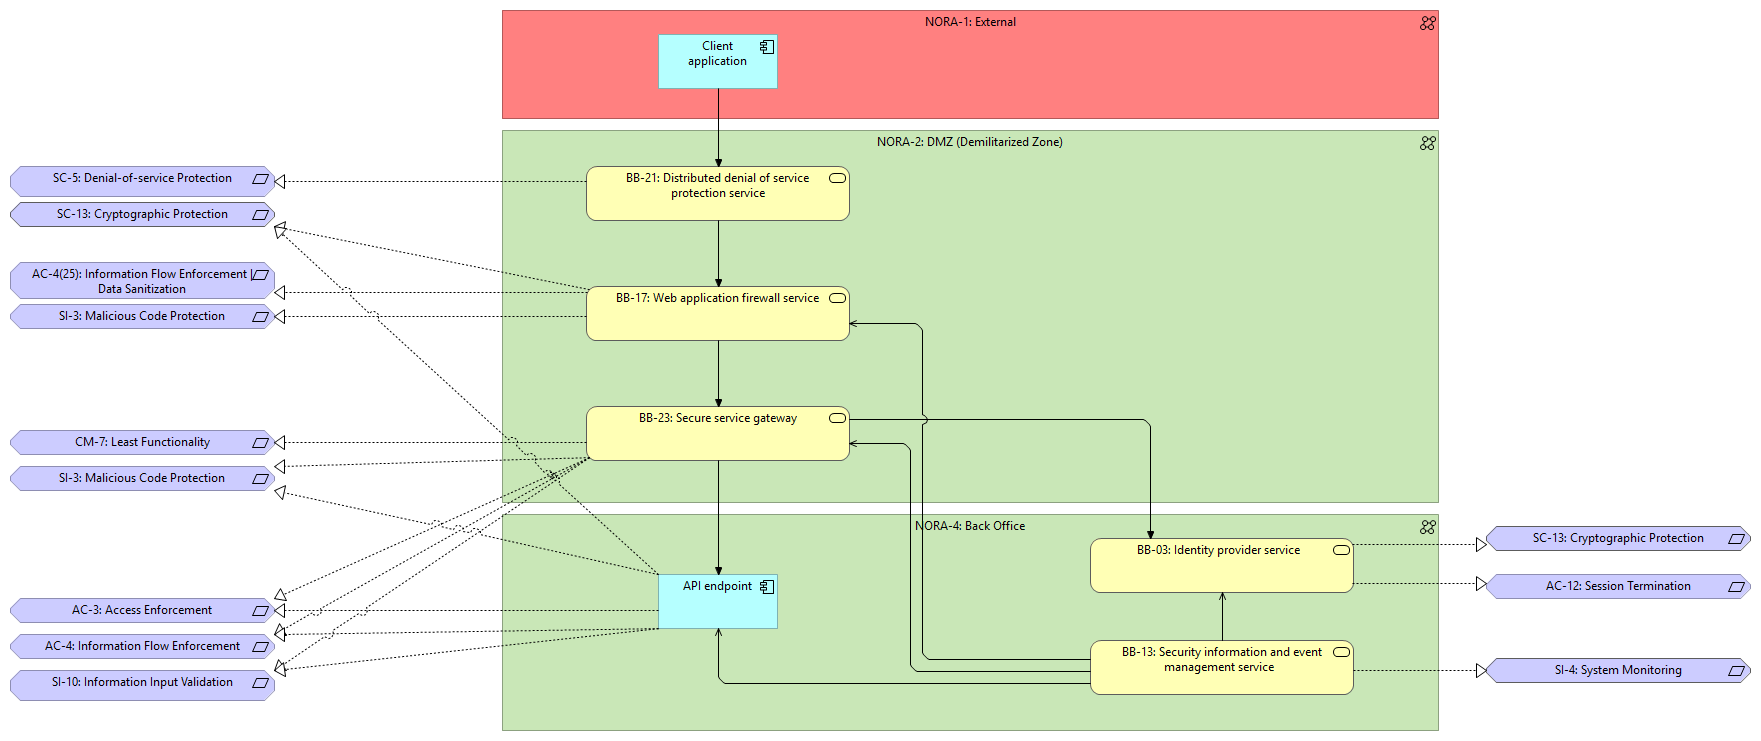 NORA-1: External
Client
application
NORA-2: DMZ (Demilitarized Zone)
BB-21: Distributed denial of service
protection service
BB-17: Web application firewall service
BB-23: Secure service gateway
NORA-4: Back Office
API endpoint
BB-03: Identity provider service
BB-13: Security information and event
management service
SC-5: Denial-of-service Protection
SC-13: Cryptographic Protection
AC-4(25): Information Flow Enforcement |
Data Sanitization
SI-3: Malicious Code Protection
CM-7: Least Functionality
SI-3: Malicious Code Protection
AC-3: Access Enforcement
AC-4: Information Flow Enforcement
SI-10: Information Input Validation
SC-13: Cryptographic Protection
AC-12: Session Termination
SI-4: System Monitoring